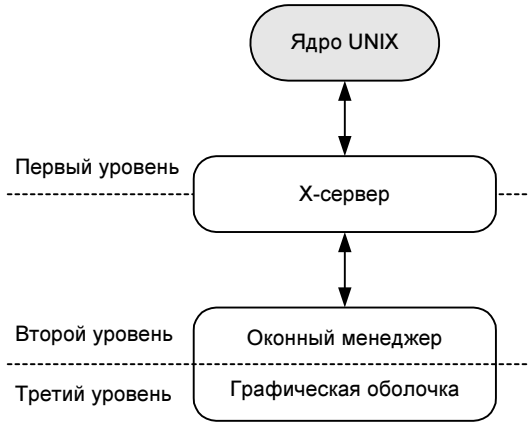 Ядро UNIX
Первый уровень
X-сервер
Второй уровень
Оконный менеджер
Третий уровень
Графическая оболочка